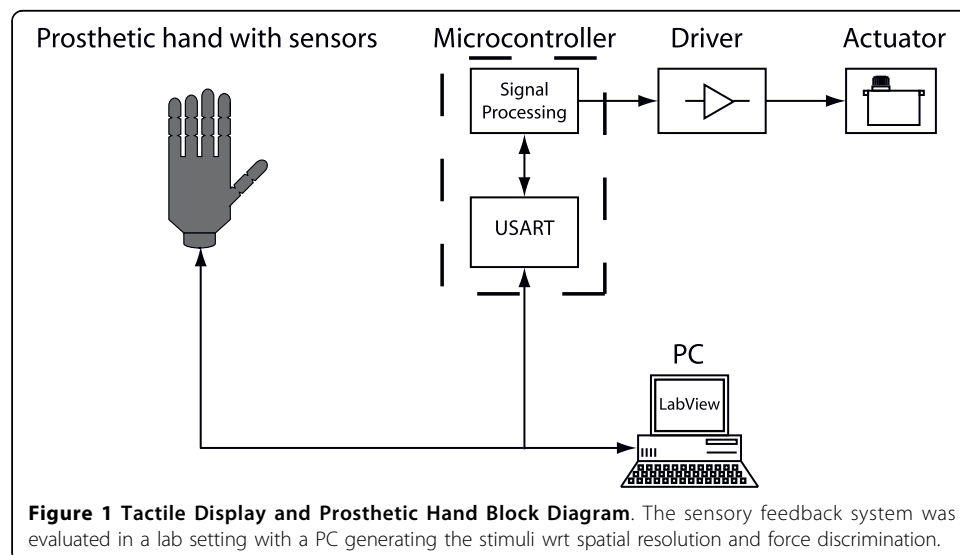 Prosthetic hand with sensors
Microcontroller
Driver
Actuator
Signal
Processing
USART
PC
LabView
Figure 1 Tactile Display and Prosthetic Hand Block Diagram. The sensory feedback system was
evaluated in a lab setting with a PC generating the stimuli wrt spatial resolution and force discrimination.